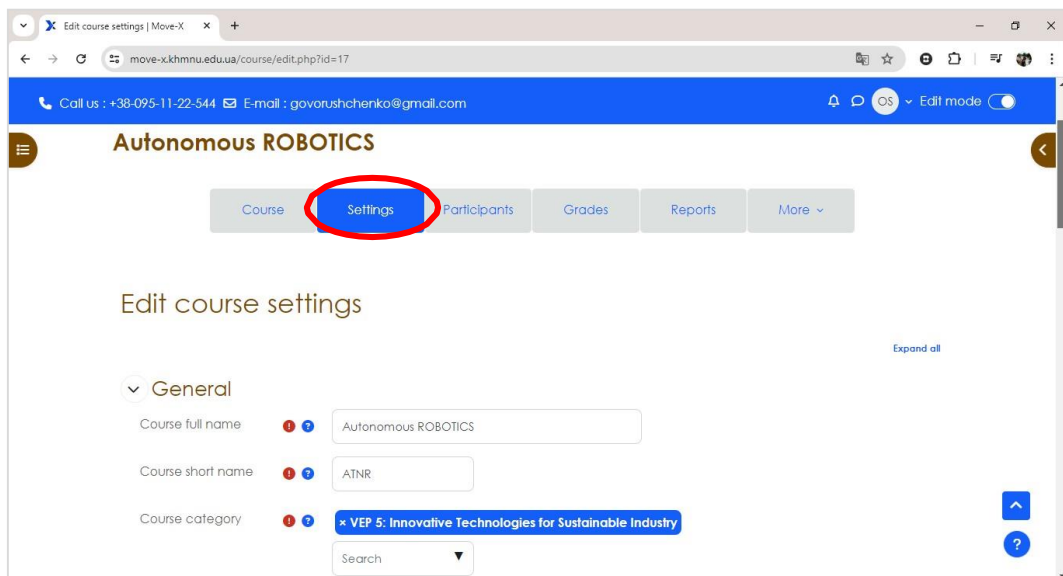 Edit course settings | Move-X
move-x.khmnu.edu.ua/course/edit.php?id=17
Call us : +38-095-11-22-544 E-mail : govorushchenko@gmail.com OS Edit mode
Autonomous ROBOTICS
Course Settings Participants Grades Reports More
Edit course settings
Expand all
General
Course full name ! ? Autonomous ROBOTICS
Course short name ! ? ATNR
Course category ! ? × VEP 5: Innovative Technologies for Sustainable Industry
Search ▼
?